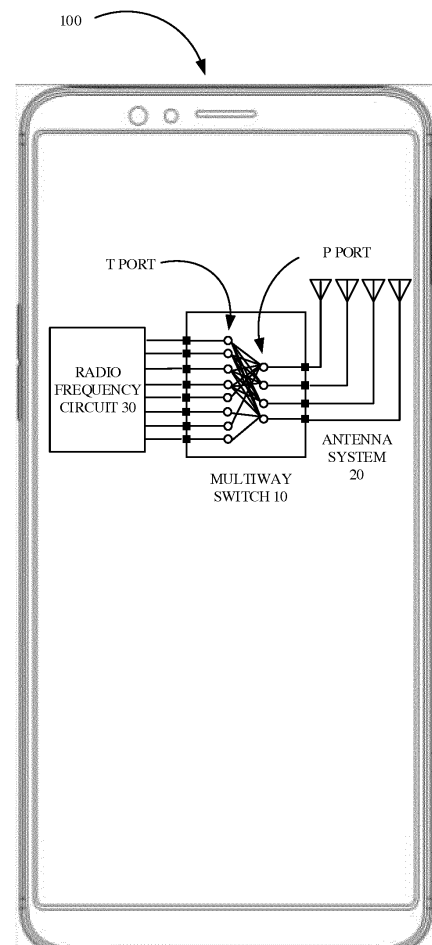 100
T PORT
P PORT
RADIO
FREQUENCY
CIRCUIT 30
MULTIWAY
SWITCH 10
ANTENNA
SYSTEM
20